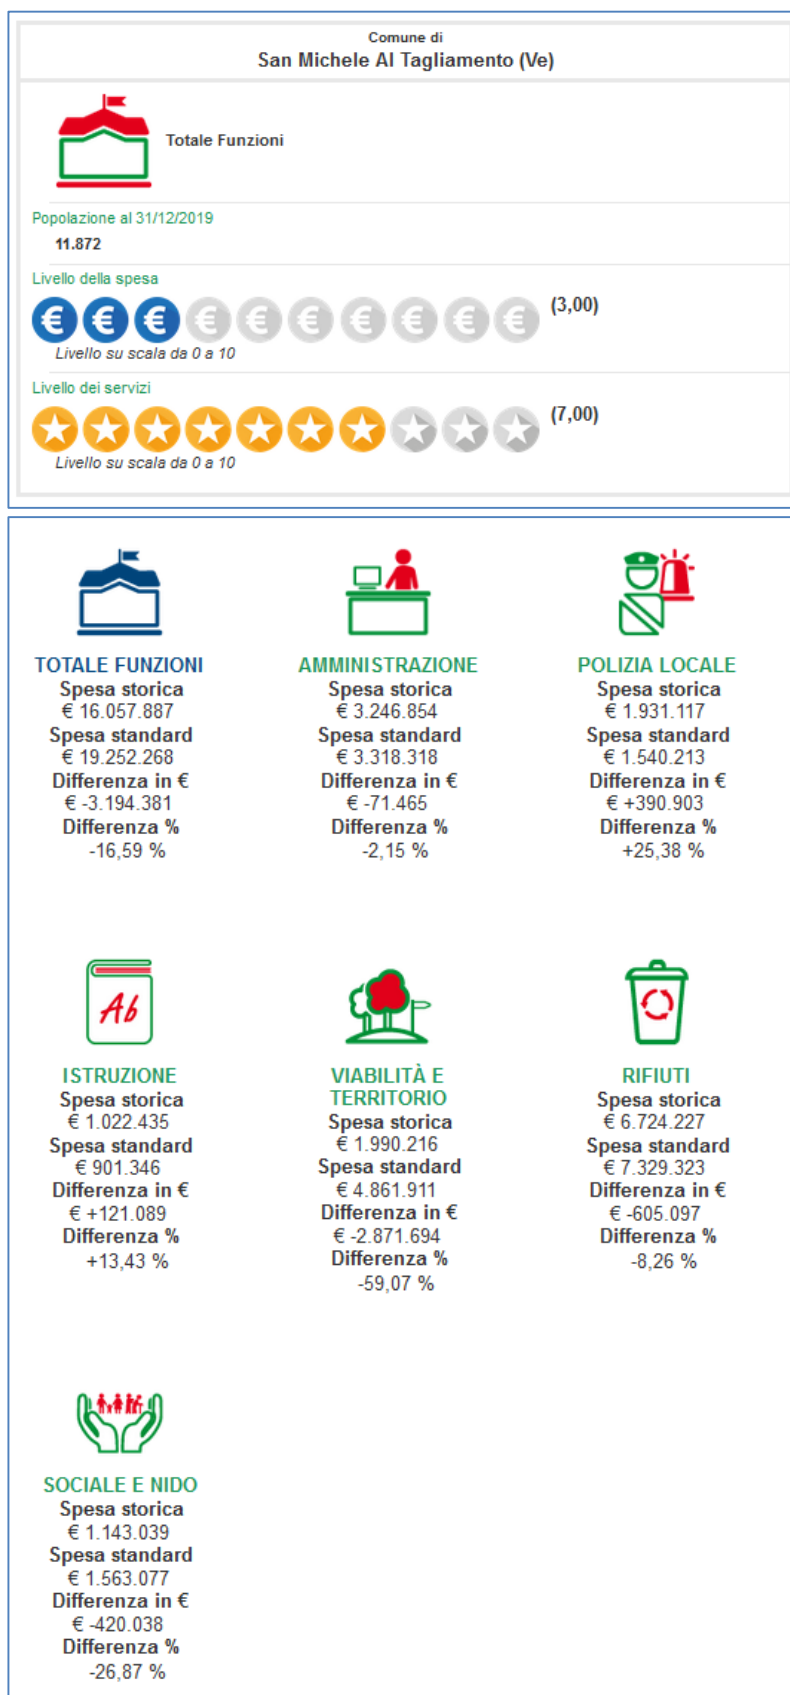 Comune di
San Michele Al Tagliamento (Ve)
Totale Funzioni
Popolazione al 31/12/2019
11.872
Livello della spesa
€ € € € € € € € € € (3,00)
Livello su scala da 0 a 10
Livello dei servizi
(7,00)
Livello su scala da 0 a 10
TOTALE FUNZIONI
Spesa storica
€ 16.057.887
Spesa standard
€ 19.252.268
Differenza in €
€ -3.194.381
Differenza %
-16,59 %
AMMINISTRAZIONE
Spesa storica
€ 3.246.854
Spesa standard
€ 3.318.318
Differenza in €
€ -71.465
Differenza %
-2,15 %
POLIZIA LOCALE
Spesa storica
€ 1.931.117
Spesa standard
€ 1.540.213
Differenza in €
€ +390.903
Differenza %
+25,38 %
Ab
ISTRUZIONE
Spesa storica
€ 1.022.435
Spesa standard
€ 901.346
Differenza in €
€ +121.089
Differenza %
+13,43 %
VIABILITÀ E
TERRITORIO
Spesa storica
€ 1.990.216
Spesa standard
€ 4.861.911
Differenza in €
€ -2.871.694
Differenza %
-59,07 %
RIFIUTI
Spesa storica
€ 6.724.227
Spesa standard
€ 7.329.323
Differenza in €
€ -605.097
Differenza %
-8,26 %
SOCIALE E NIDO
Spesa storica
€ 1.143.039
Spesa standard
€ 1.563.077
Differenza in €
€ -420.038
Differenza %
-26,87 %